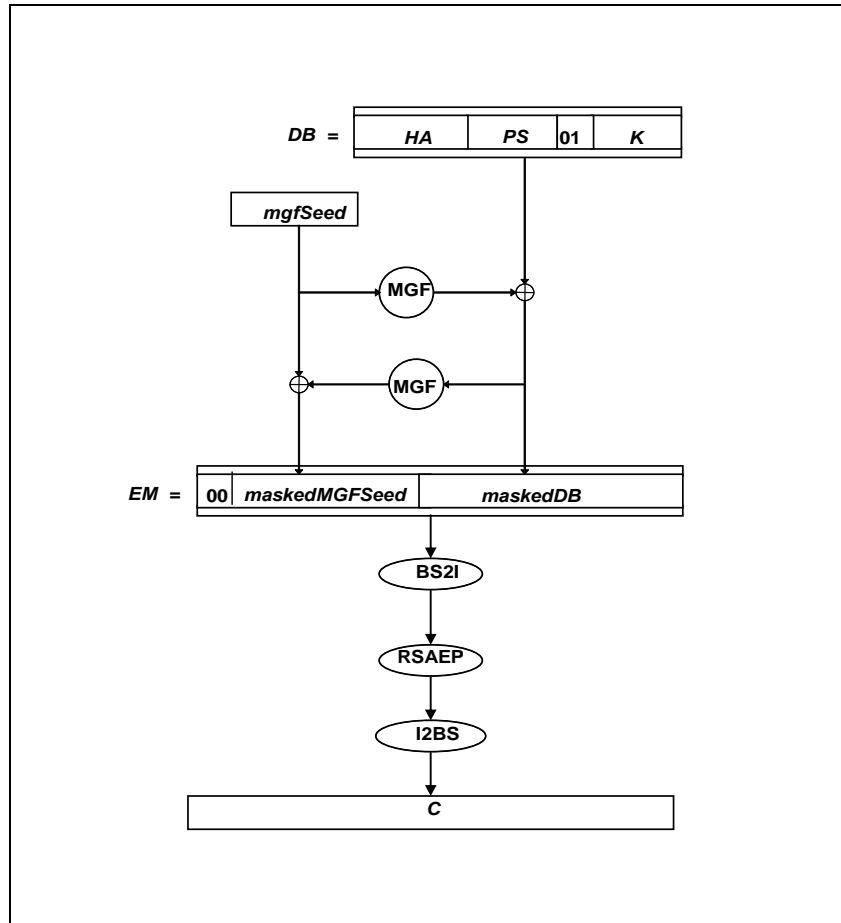 DB = HA PS 01 K
mgfSeed
MGF
MGF
EM = 00 maskedMGFSeed maskedDB
BS2I
RSAEP
I2BS
C